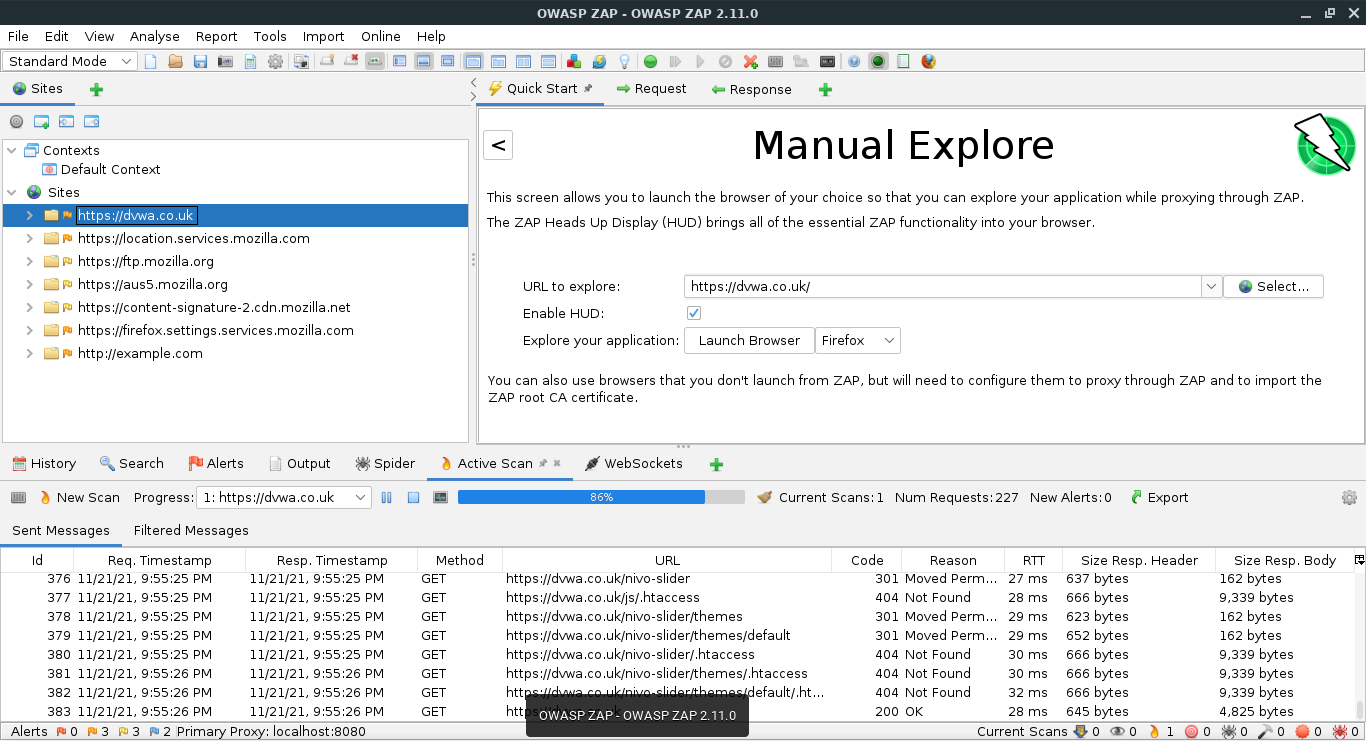 OWASP ZAP - OWASP ZAP 2.11.0
File Edit View Analyse Report Tools Import Online Help
Standard Mode
Sites
Quick Start Request Response
Contexts
Default Context
Sites
https://dvwa.co.uk
https://location.services.mozilla.com
https://ftp.mozilla.org
https://aus5.mozilla.org
https://content-signature-2.cdn.mozilla.net
https://firefox.settings.services.mozilla.com
http://example.com
< Manual Explore
This screen allows you to launch the browser of your choice so that you can explore your application while proxying through ZAP.
The ZAP Heads Up Display (HUD) brings all of the essential ZAP functionality into your browser.
URL to explore: https://dvwa.co.uk/ Select...
Enable HUD:
Explore your application: Launch Browser Firefox
You can also use browsers that you don't launch from ZAP, but will need to configure them to proxy through ZAP and to import the
ZAP root CA certificate.
History Search Alerts Output Spider Active Scan WebSockets
New Scan Progress: 1: https://dvwa.co.uk 86% Current Scans: 1 Num Requests: 227 New Alerts: 0 Export
Sent Messages Filtered Messages
Id Req. Timestamp Resp. Timestamp Method URL Code Reason RTT Size Resp. Header Size Resp. Body
376 11/21/21, 9:55:25 PM 11/21/21, 9:55:25 PM GET https://dvwa.co.uk/nivo-slider 301 Moved Perm... 27 ms 637 bytes 162 bytes
377 11/21/21, 9:55:25 PM 11/21/21, 9:55:25 PM GET https://dvwa.co.uk/js/.htaccess 404 Not Found 28 ms 666 bytes 9,339 bytes
378 11/21/21, 9:55:25 PM 11/21/21, 9:55:25 PM GET https://dvwa.co.uk/nivo-slider/themes 301 Moved Perm... 29 ms 623 bytes 162 bytes
379 11/21/21, 9:55:25 PM 11/21/21, 9:55:25 PM GET https://dvwa.co.uk/nivo-slider/themes/default 301 Moved Perm... 29 ms 652 bytes 162 bytes
380 11/21/21, 9:55:25 PM 11/21/21, 9:55:25 PM GET https://dvwa.co.uk/nivo-slider/.htaccess 404 Not Found 30 ms 666 bytes 9,339 bytes
381 11/21/21, 9:55:26 PM 11/21/21, 9:55:26 PM GET https://dvwa.co.uk/nivo-slider/themes/.htaccess 404 Not Found 30 ms 666 bytes 9,339 bytes
382 11/21/21, 9:55:26 PM 11/21/21, 9:55:26 PM GET https://dvwa.co.uk/nivo-slider/themes/default/.ht... 404 Not Found 32 ms 666 bytes 9,339 bytes
383 11/21/21, 9:55:26 PM 11/21/21, 9:55:26 PM GET 200 OK 28 ms 645 bytes 4,825 bytes
OWASP ZAP - OWASP ZAP 2.11.0
Alerts 0 3 3 2 Primary Proxy: localhost:8080 Current Scans 0 0 1 0 0 0 0 0